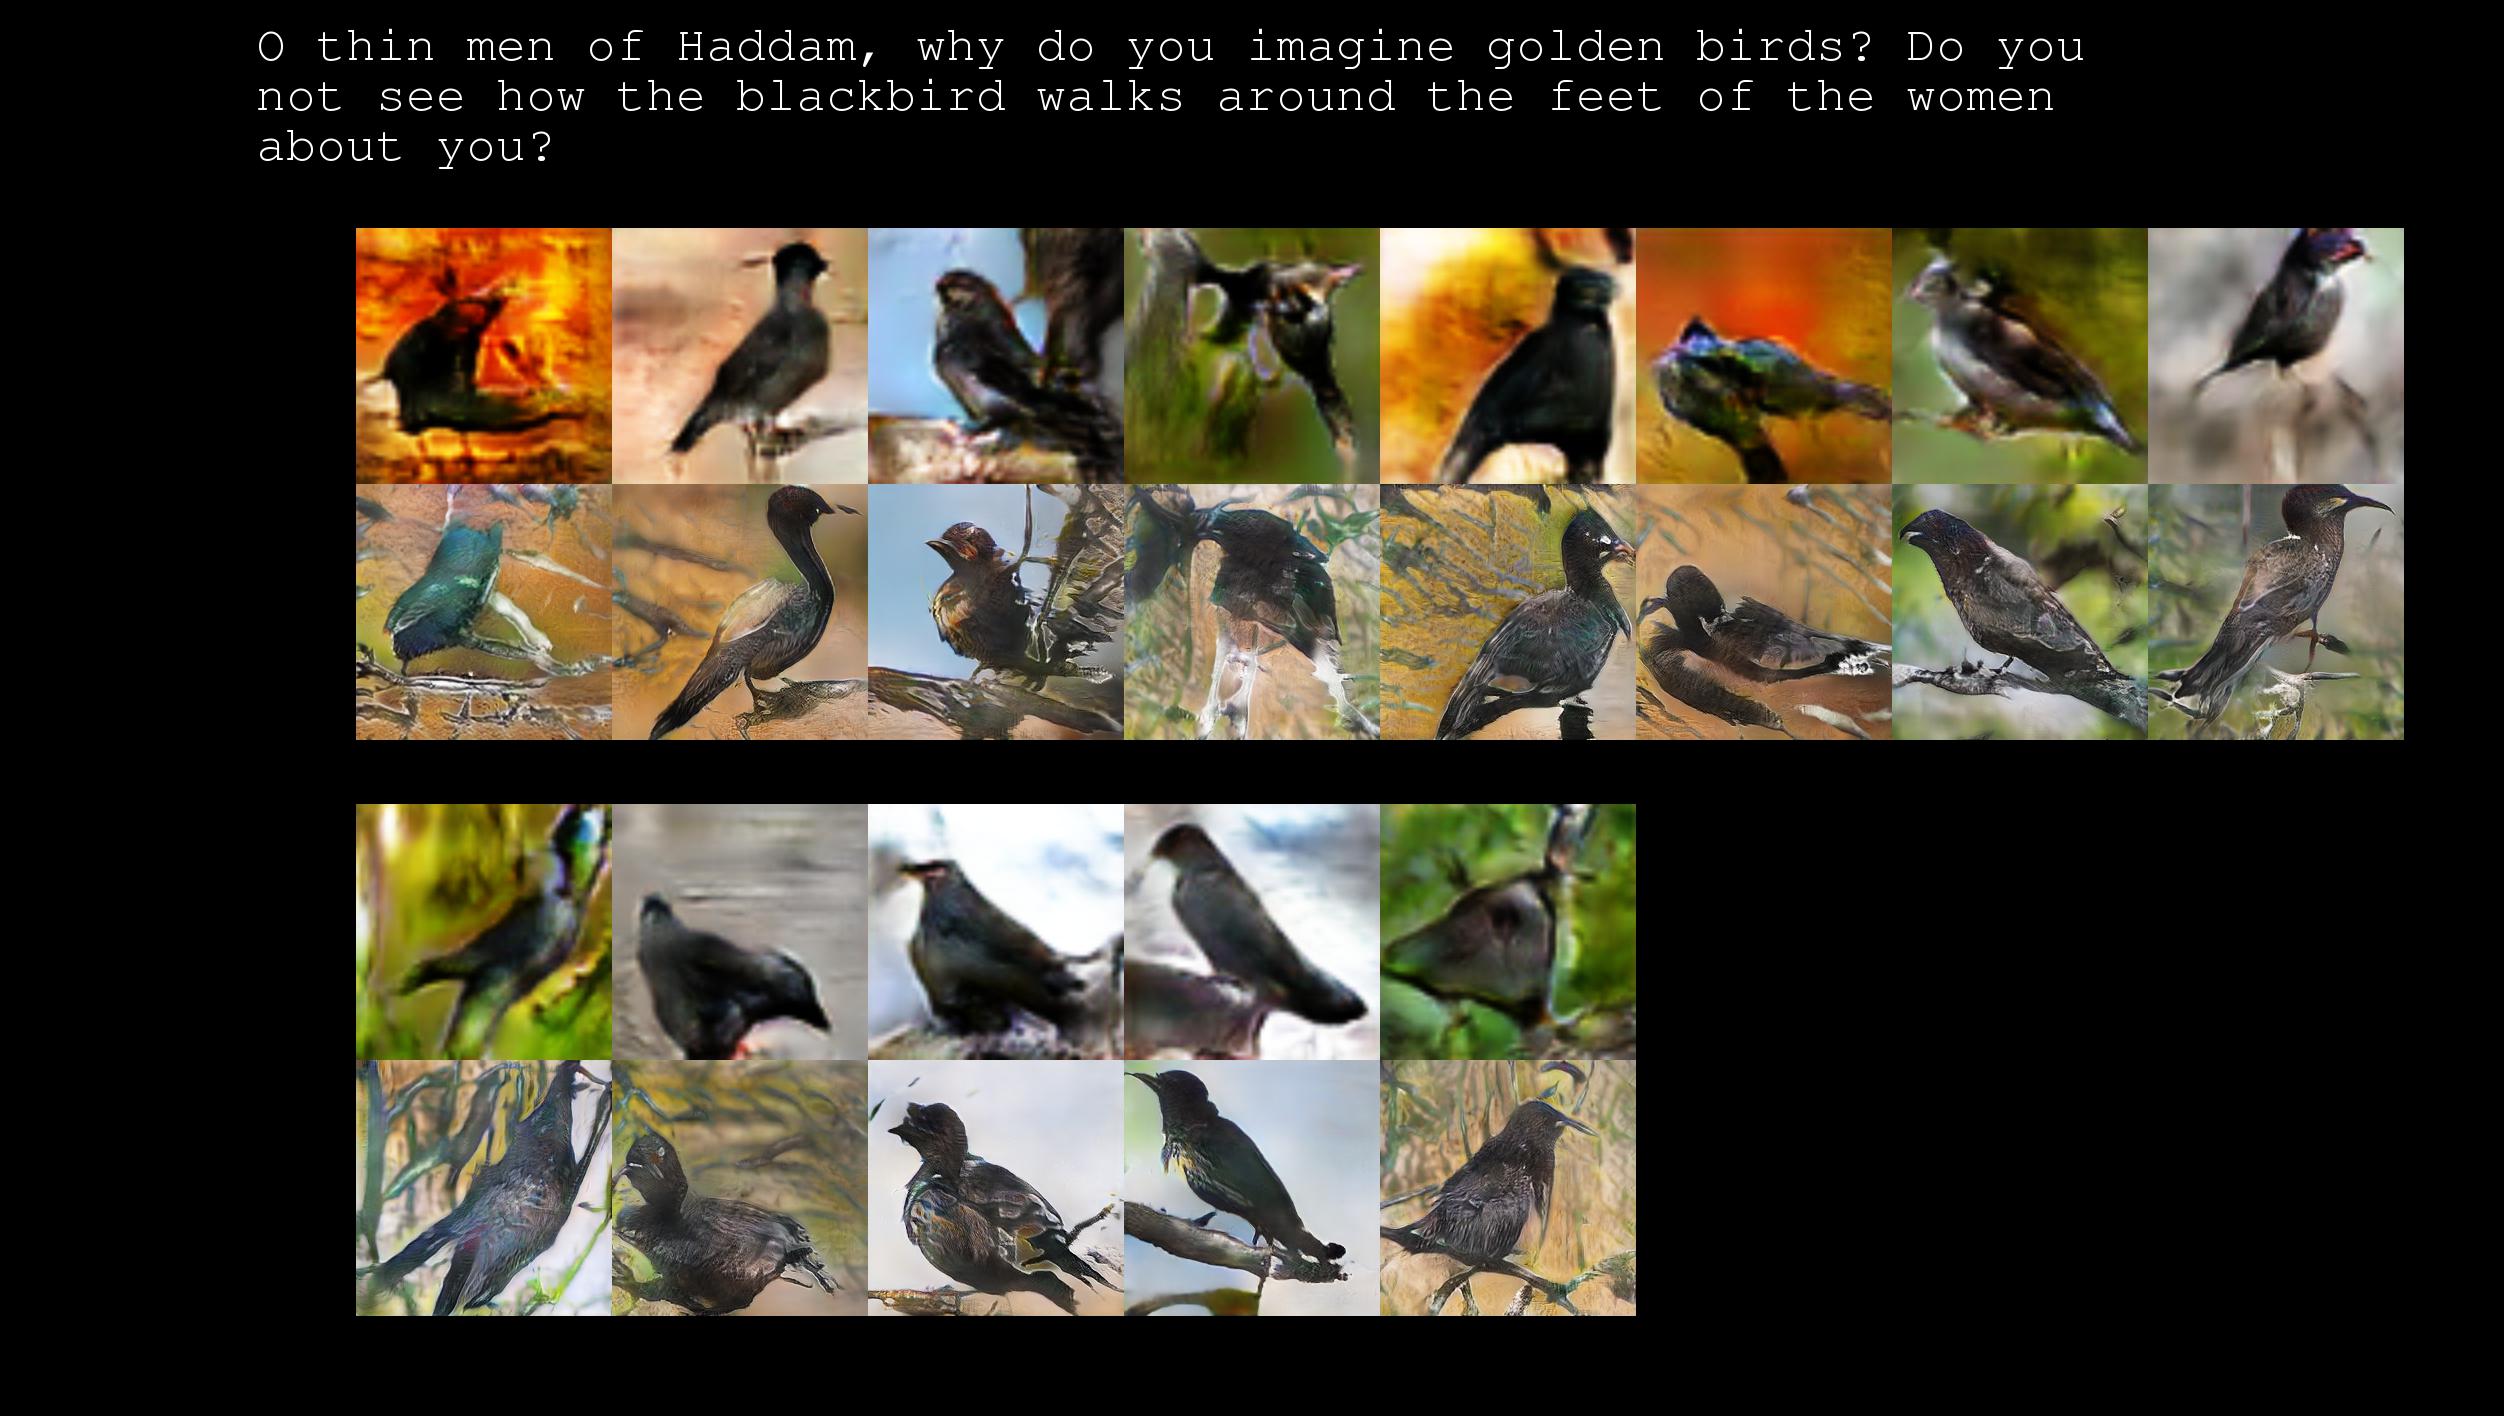 O thin men of Haddam, why do you imagine golden birds? Do you
not see how the blackbird walks around the feet of the women
about you?